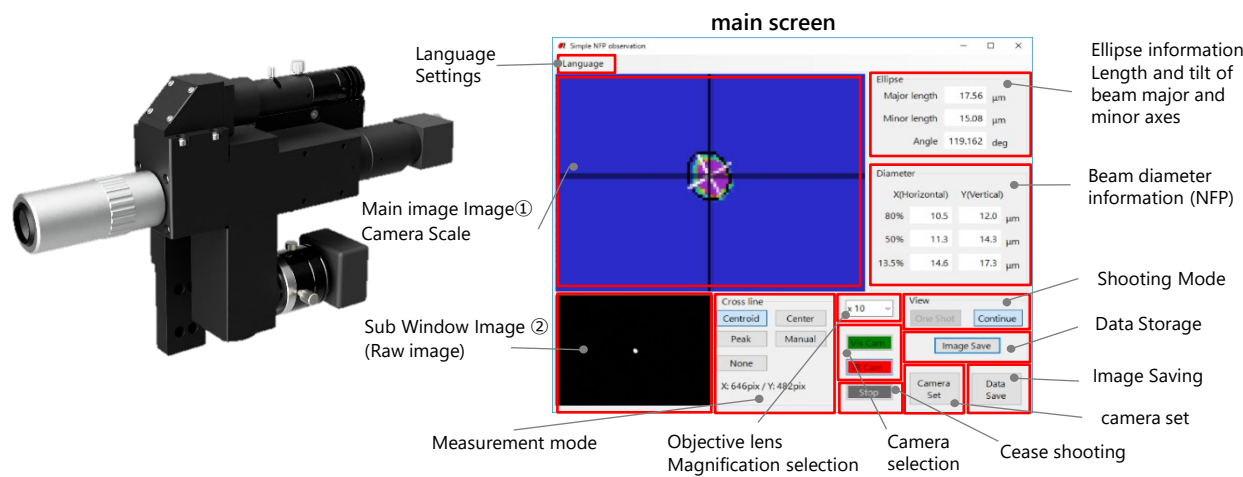 main screen
Simple NFP observation
Language
Language
Settings
Ellipse
Major length 17.56 μm
Minor length 15.08 μm
Angle 119.162 deg
Ellipse information
Length and tilt of
beam major and
minor axes
Diameter
X(Horizontal) Y(Vertical)
80% 10.5 12.0 μm
50% 11.3 14.3 μm
13.5% 14.6 17.3 μm
Beam diameter
information (NFP)
Main image Image①
Camera Scale
Sub Window Image ②
(Raw image)
Cross line
Centroid Center
Peak Manual
None
X: 646pix / Y: 482pix
x 10
Vis Cam
Stop
View
One Shot Continue
Image Save
Camera
Set
Data
Save
Shooting Mode
Data Storage
Image Saving
camera set
Measurement mode
Objective lens
Magnification selection
Camera
selection
Cease shooting